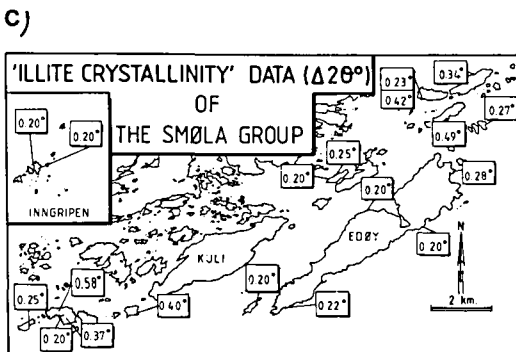 c)
'ILLITE CRYSTALLINITY' DATA (Δ2θ°)
OF
THE SMØLA GROUP
0.20°
0.20°
INNGRIPEN
0.34°
0.23°
0.42°
0.27°
0.49°
0.25°
0.20°
0.28°
0.20°
EDØY
0.20°
KULI
N
0.20°
0.58°
0.25°
0.40°
0.22°
2 km.
0.20°
0.37°